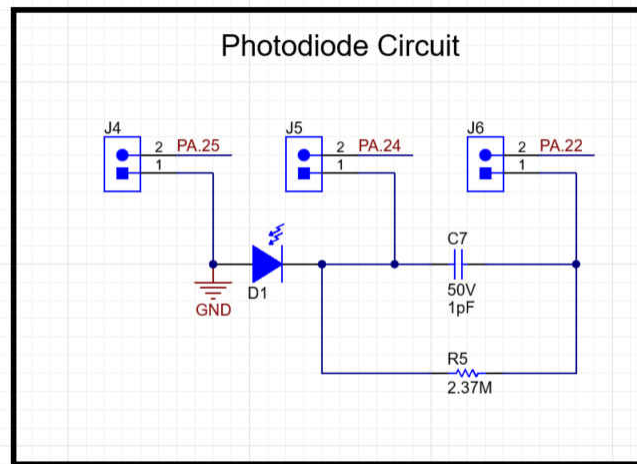 Photodiode Circuit
J4
2 PA.25
1
J5
2 PA.24
1
J6
2 PA.22
1
C7
50V
1pF
D1
GND
R5
2.37M